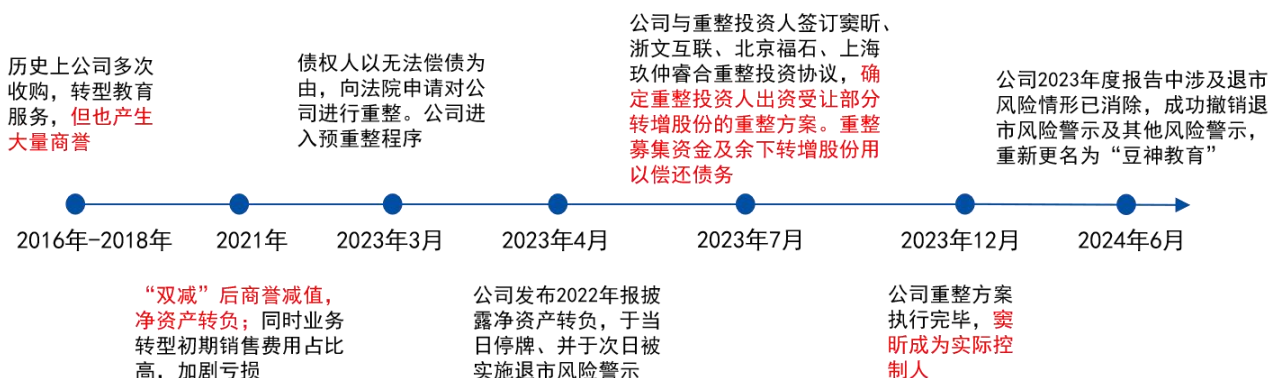 历史上公司多次
收购，转型教育
服务，但也产生
大量商誉
债权人以无法偿债为
由，向法院申请对公
司进行重整。公司进
入预重整程序
公司与重整投资人签订窦昕、
浙文互联、北京福石、上海
玖仲睿合重整投资协议，确
定重整投资人出资受让部分
转增股份的重整方案。重整
募集资金及余下转增股份用
以偿还债务
公司2023年度报告中涉及退市
风险情形已消除，成功撤销退
市风险警示及其他风险警示，
重新更名为“豆神教育”
2016年-2018年
2021年
2023年3月
2023年4月
2023年7月
2023年12月
2024年6月
“双减”后商誉减值，
净资产转负；同时业务
转型初期销售费用占比
高，加剧亏损
公司发布2022年报披
露净资产转负，于当
日停牌、并于次日被
实施退市风险警示
公司重整方案
执行完毕，窦
昕成为实际控
制人